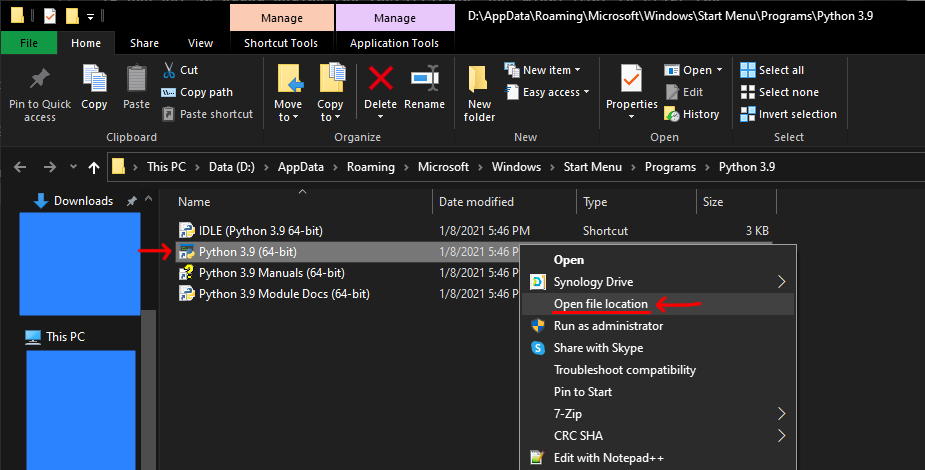 Manage
Manage
D:\AppData\Roaming\Microsoft\Windows\Start Menu\Programs\Python 3.9
File
Home
Share
View
Shortcut Tools
Application Tools
Pin to Quick
access
Copy
Paste
Cut
Copy path
Paste shortcut
Clipboard
Move
to
Copy
to
Delete
Rename
Organize
New
folder
New item
Easy access
New
Properties
Open
Edit
History
Open
Select all
Select none
Invert selection
Select
This PC
Data (D:)
AppData
Roaming
Microsoft
Windows
Start Menu
Programs
Python 3.9
Downloads
This PC
Name
Date modified
Type
Size
IDLE (Python 3.9 64-bit)
1/8/2021 5:46 PM
Shortcut
3 KB
Python 3.9 (64-bit)
1/8/2021 5:46 P
Python 3.9 Manuals (64-bit)
1/8/2021 5:46 P
Python 3.9 Module Docs (64-bit)
1/8/2021 5:46 P
Open
Synology Drive
Open file location
Run as administrator
Share with Skype
Troubleshoot compatibility
Pin to Start
7-Zip
CRC SHA
Edit with Notepad++